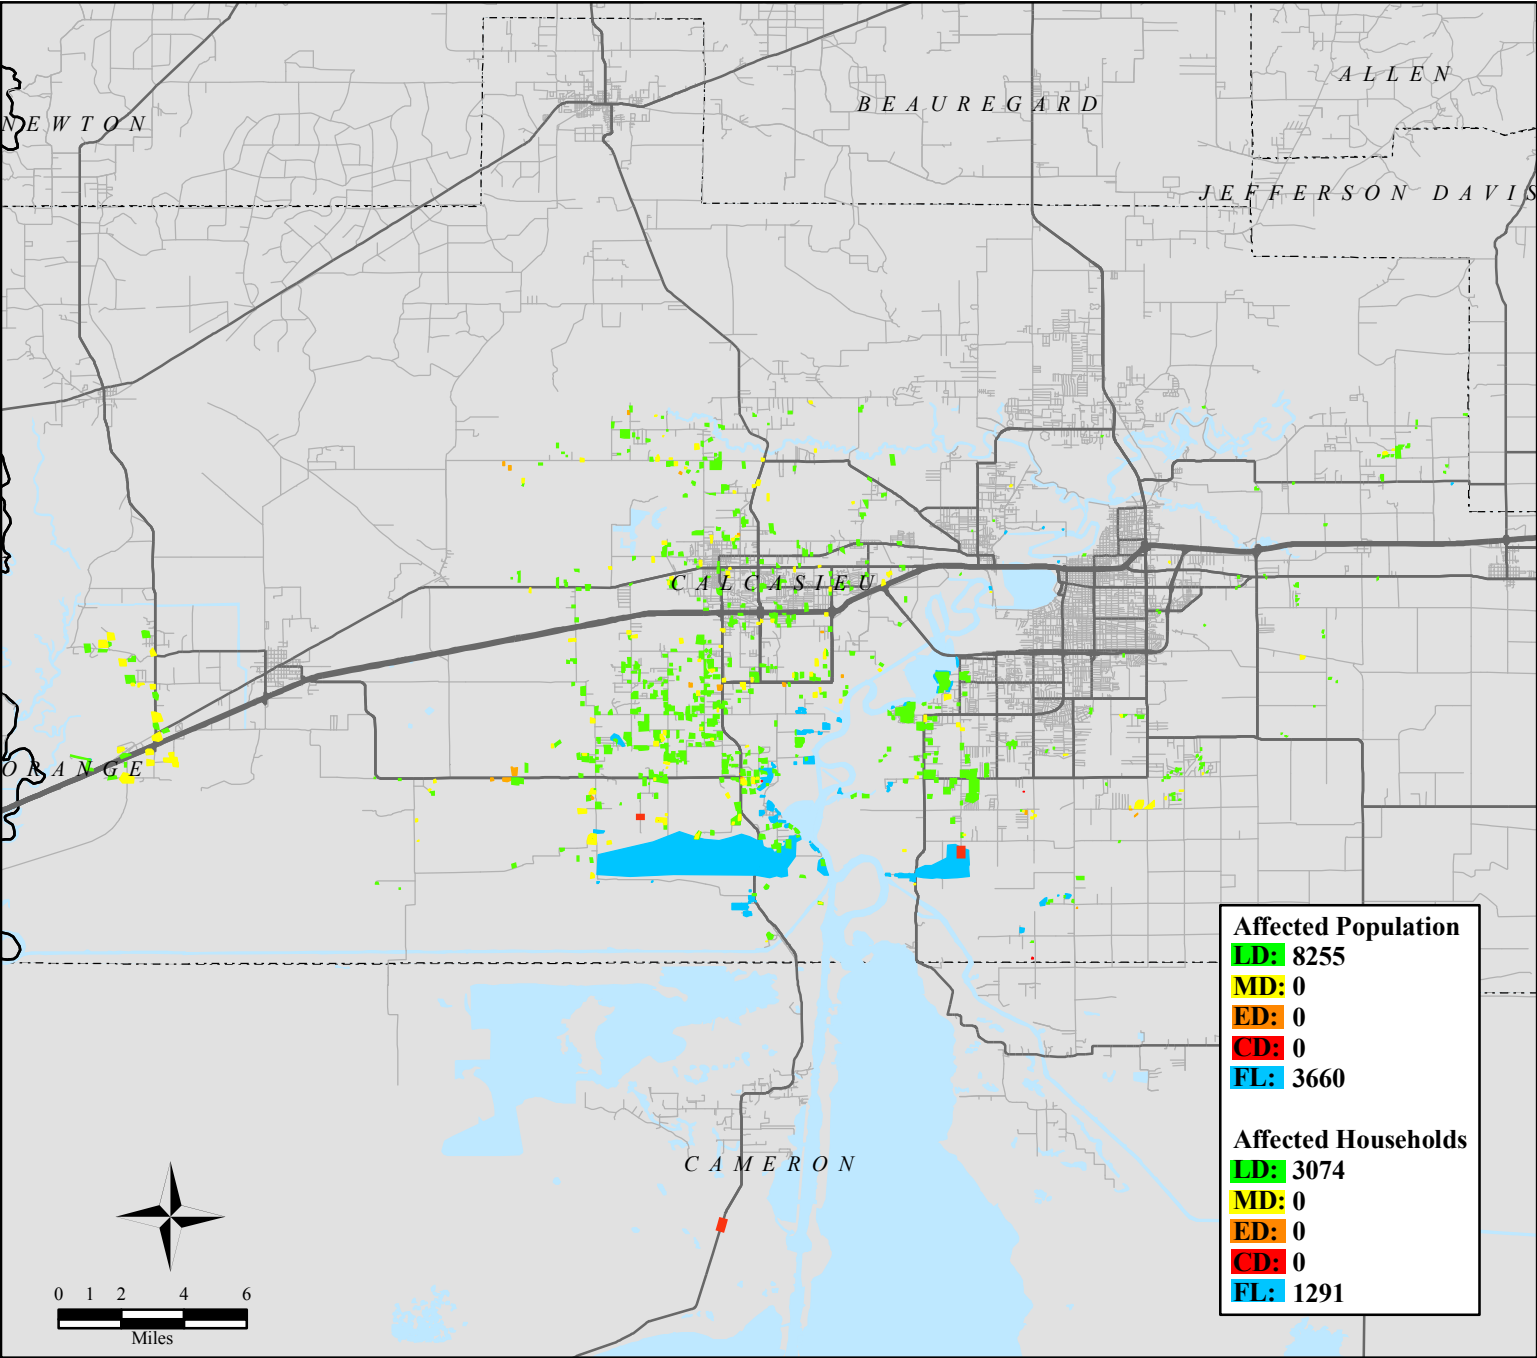 ALLEN
BEAUREGARD
NEWTON
JEFFERSON DAVIS
CALCASIEU
ORANGE
Affected Population
LD: 8255
MD: 0
ED: 0
CD: 0
FL: 3660
Affected Households
LD: 3074
MD: 0
ED: 0
CD: 0
FL: 1291
CAMERON
0 1 2 4 6
Miles